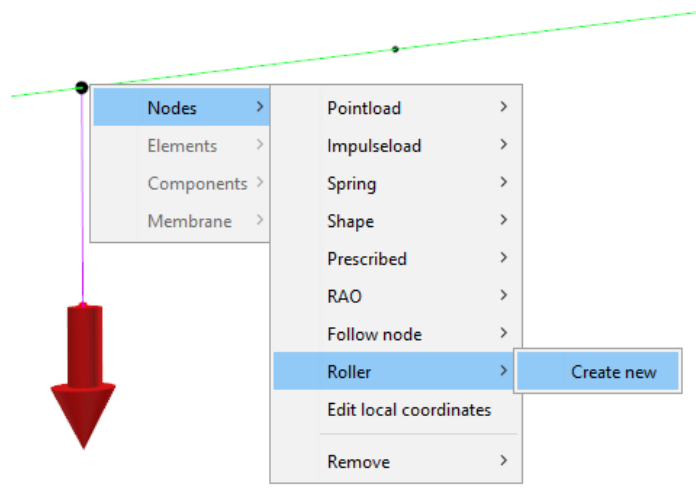 Nodes
Elements
Components
Membrane
Pointload
Impulseload
Spring
Shape
Prescribed
RAO
Follow node
Roller
Edit local coordinates
Remove
Create new